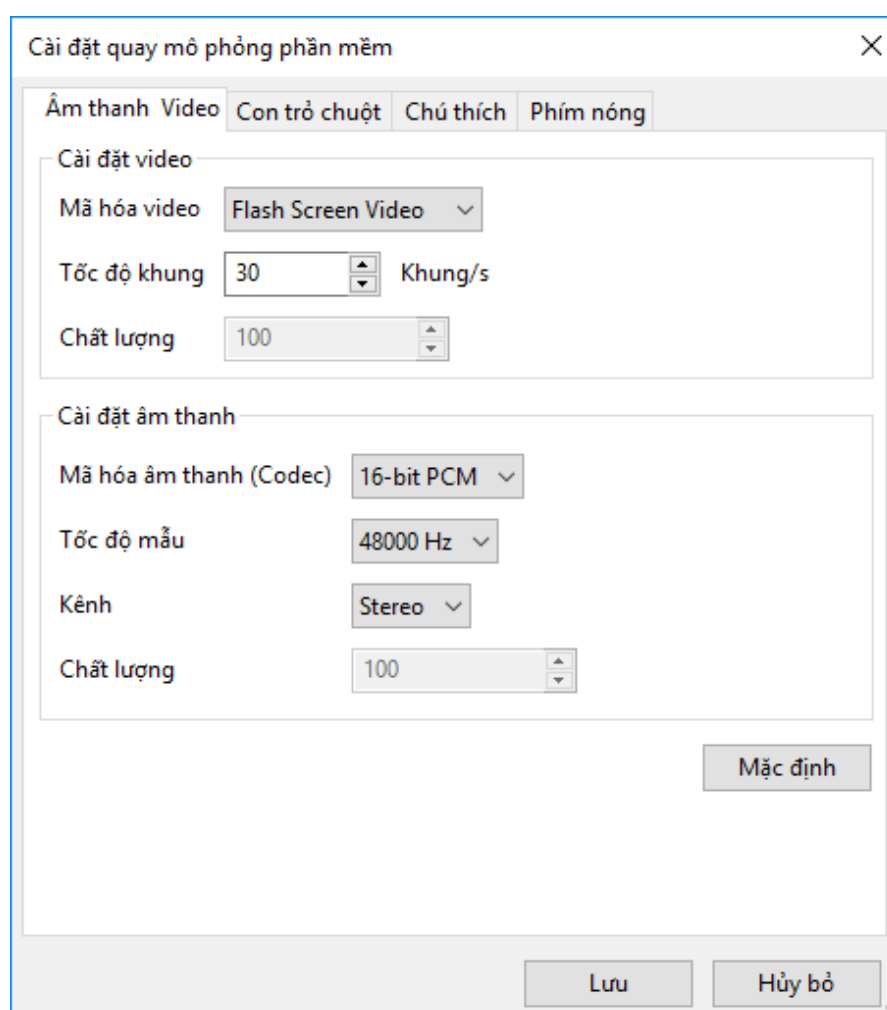 Cài đặt quay mô phỏng phần mềm
Âm thanh Video Con trỏ chuột Chú thích Phím nóng
Cài đặt video
Mã hóa video Flash Screen Video
Tốc độ khung 30 Khung/s
Chất lượng 100
Cài đặt âm thanh
Mã hóa âm thanh (Codec) 16-bit PCM
Tốc độ mẫu 48000 Hz
Kênh Stereo
Chất lượng 100
Mặc định
Lưu Hủy bỏ